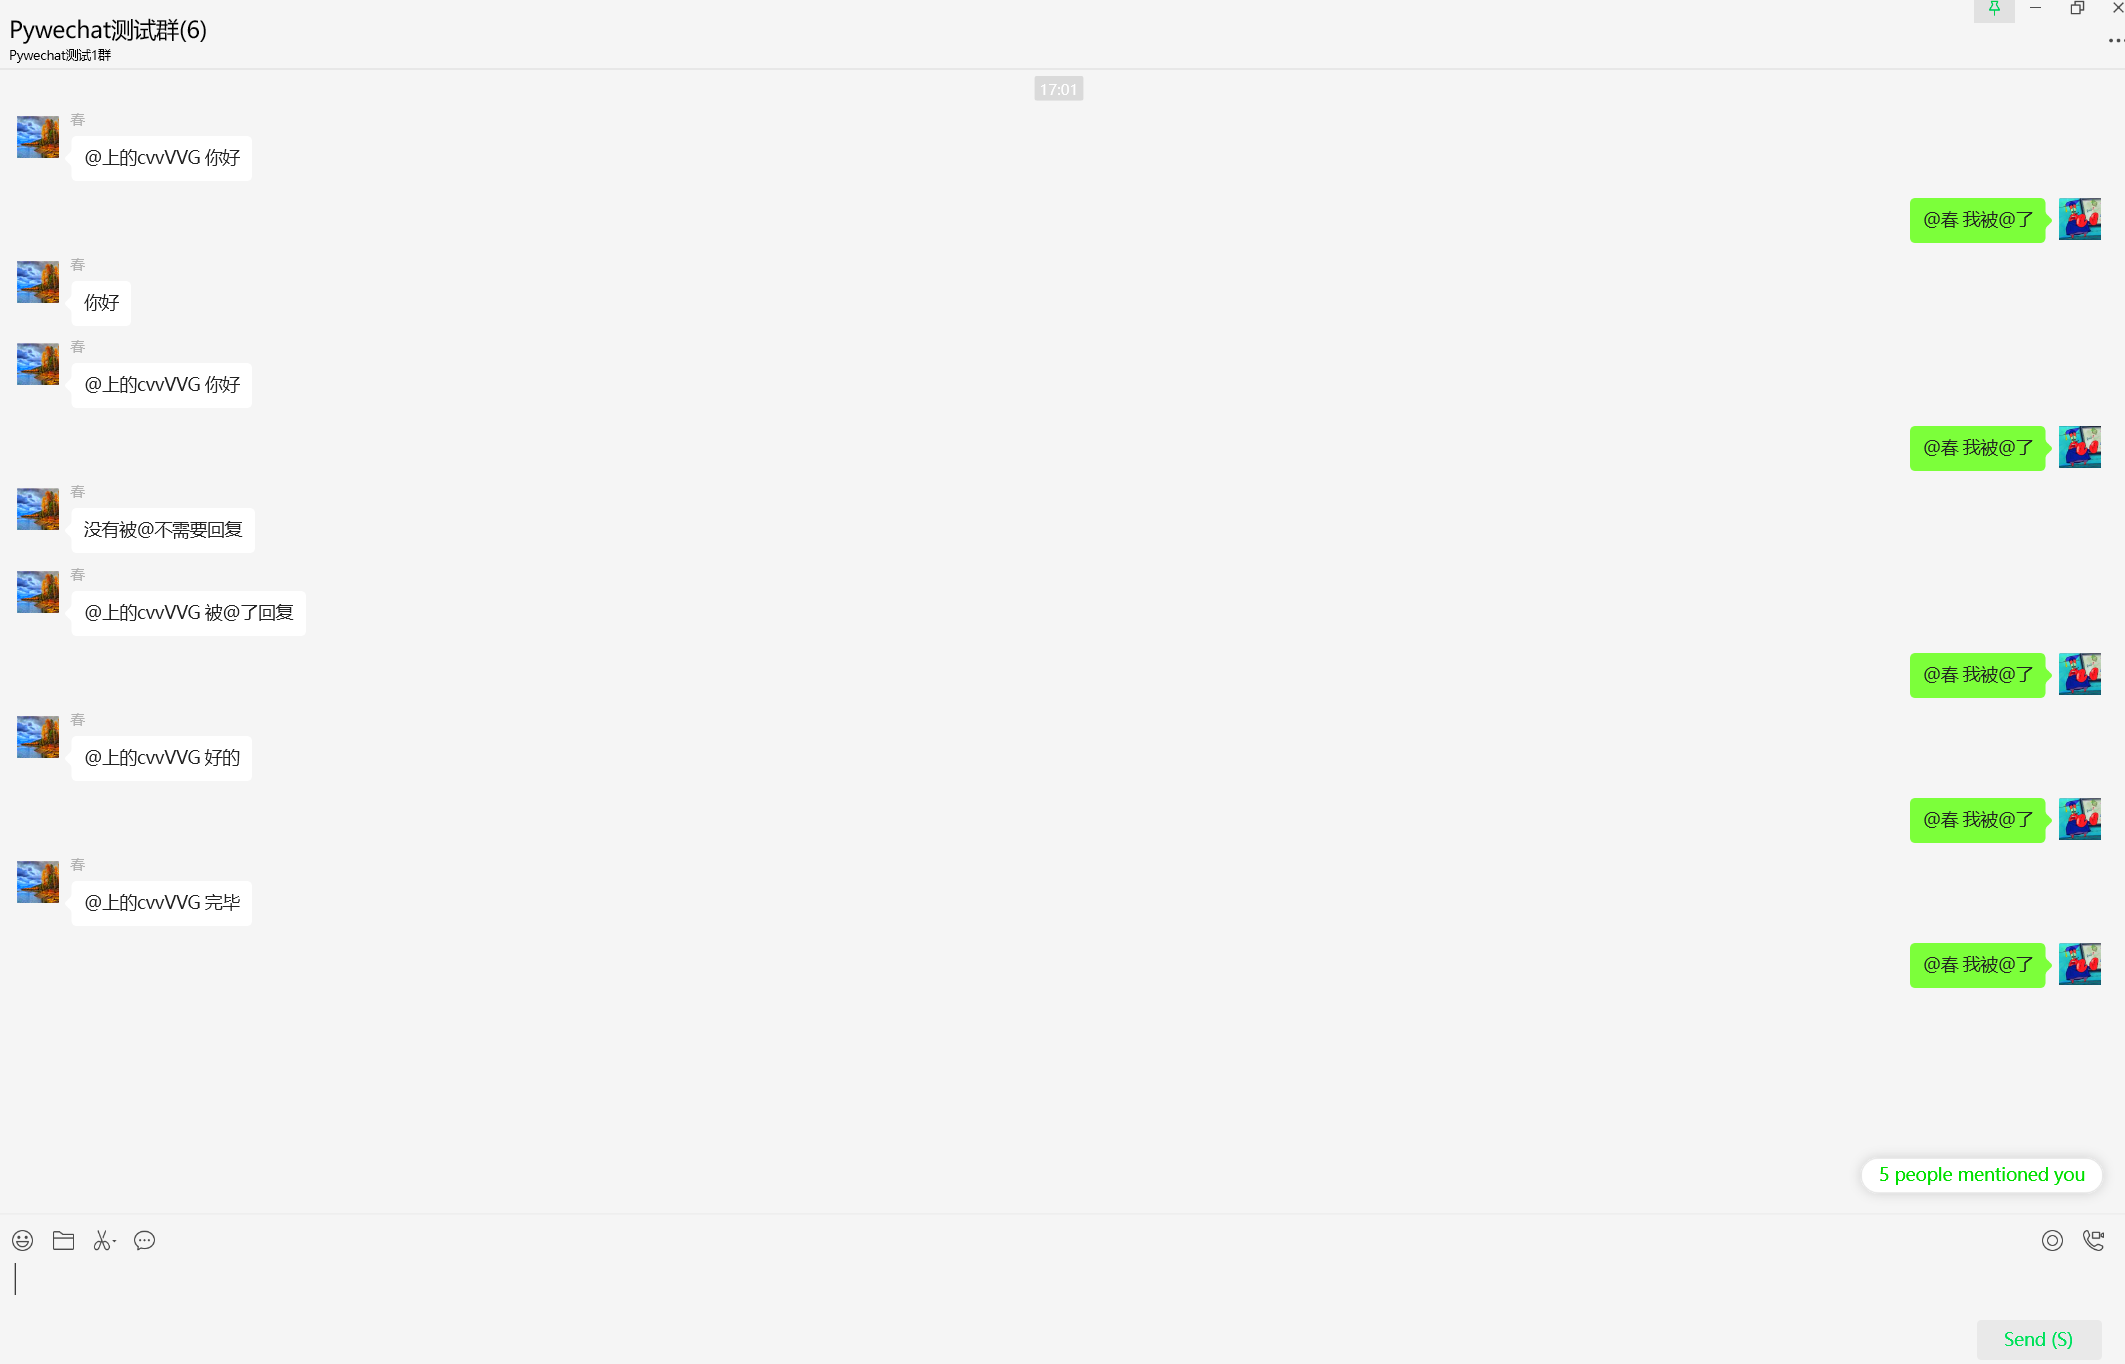 Pywechat测试群(6)
Pywechat测试1群
17:01
春
@上的cvvVVG 你好
@春 我被@了
春
你好
春
@上的cvvVVG 你好
@春 我被@了
春
没有被@不需要回复
春
@上的cvvVVG 被@了回复
@春 我被@了
春
@上的cvvVVG 好的
@春 我被@了
春
@上的cvvVVG 完毕
@春 我被@了
5 people mentioned you
Send (S)